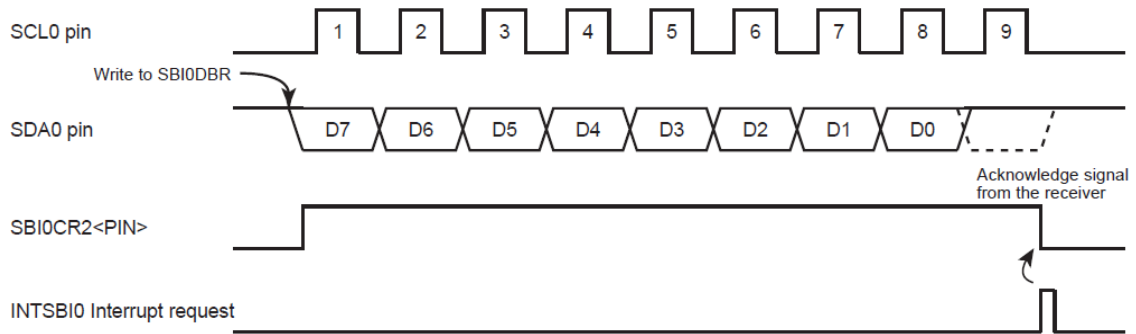 SCL0 pin
1 2 3 4 5 6 7 8 9
Write to SBI0DBR
SDA0 pin
D7 D6 D5 D4 D3 D2 D1 D0
Acknowledge signal
from the receiver
SBI0CR2<PIN>
INTSBI0 Interrupt request